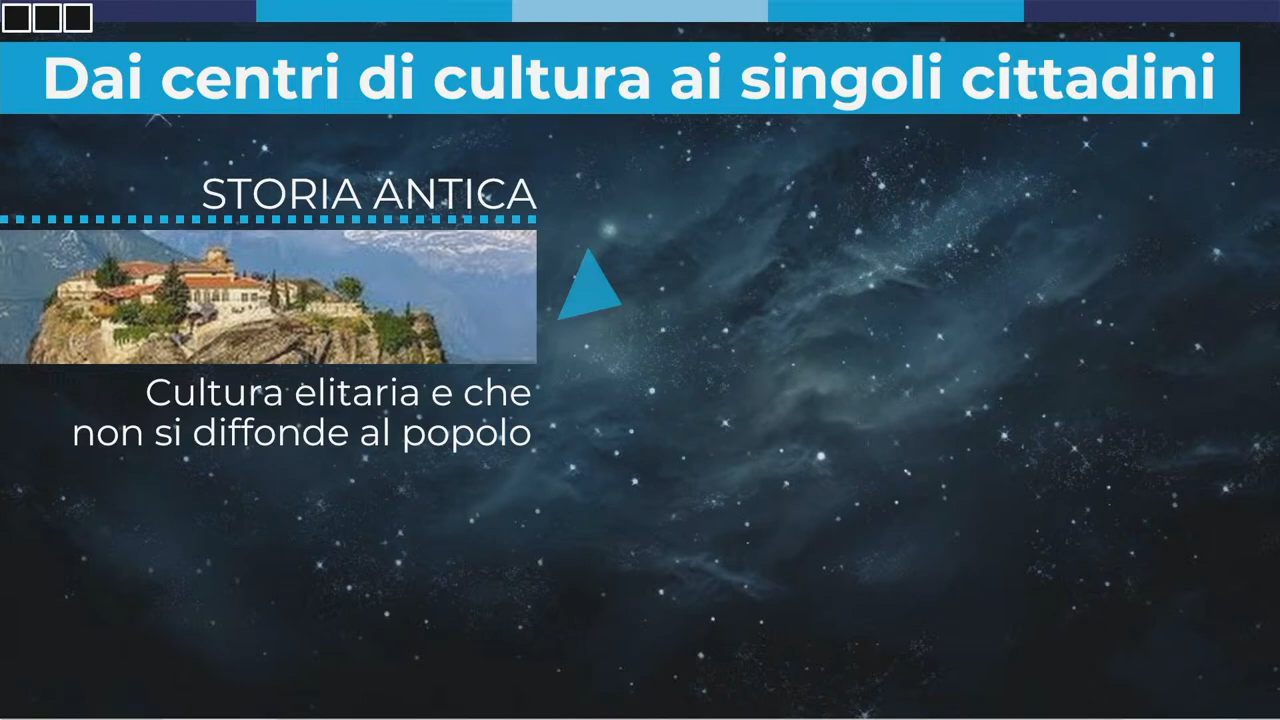 Dai centri di cultura ai singoli cittadini
STORIA ANTICA
Cultura elitaria e che
non si diffonde al popolo